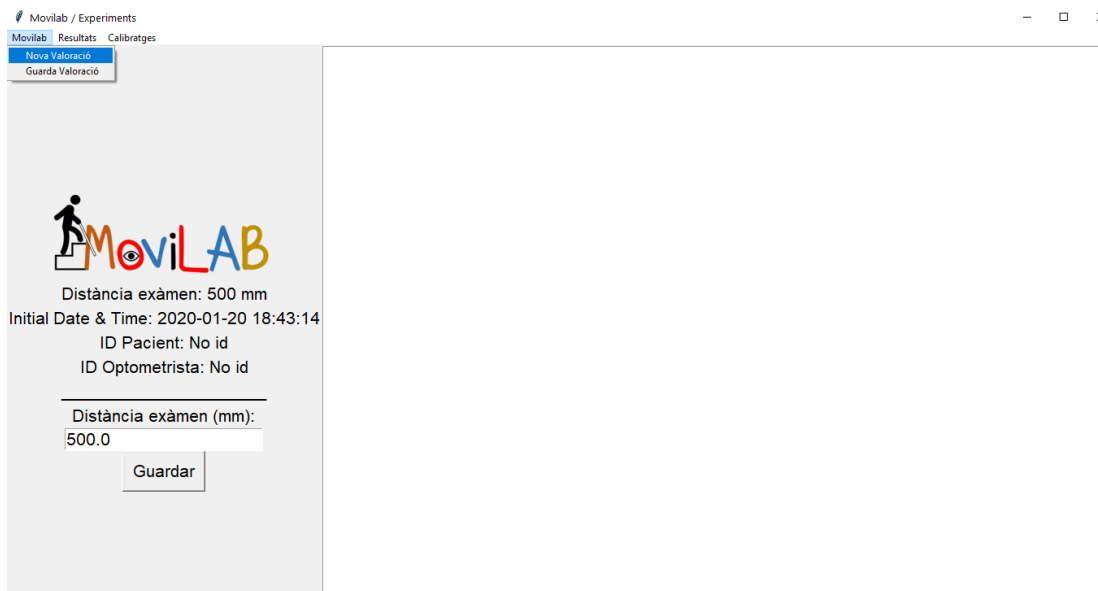 Movilab / Experiments
Movilab Resultats Calibratges
Nova Valoració
Guarda Valoració
MoviLAB
Distància exàmen: 500 mm
Initial Date & Time: 2020-01-20 18:43:14
ID Pacient: No id
ID Optometrista: No id
Distància exàmen (mm):
500.0
Guardar